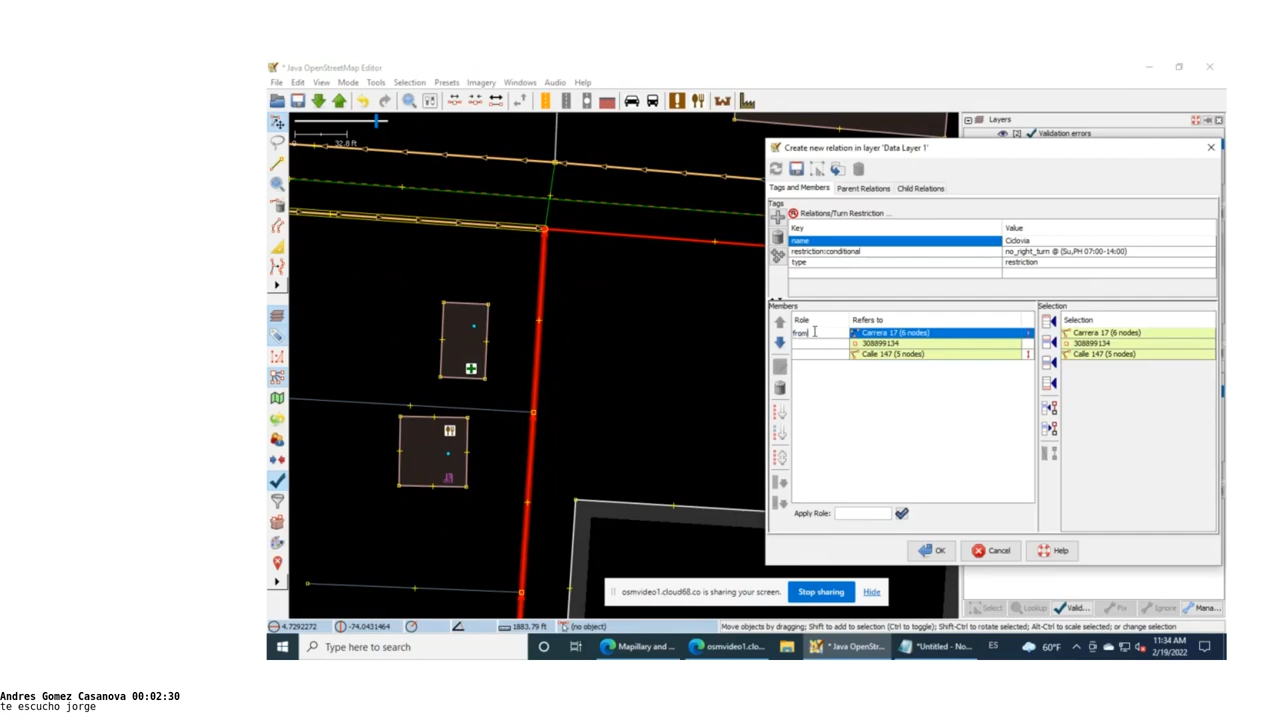 * Java OpenStreetMap Editor
File Edit View Mode Tools Selection Presets Imagery Windows Audio Help
32.8 ft
Layers
[2] Validation errors
Create new relation in layer 'Data Layer 1'
Tags and Members Parent Relations Child Relations
Tags
Relations/Turn Restriction ...
Key Value
name Ciclovia
restriction:conditional no_right_turn @ (Su,PH 07:00-14:00)
type restriction
Members Selection
Role Refers to Selection
from Carrera 17 (6 nodes) Carrera 17 (6 nodes)
308899134 308899134
Calle 147 (5 nodes) Calle 147 (5 nodes)
Apply Role:
OK Cancel Help
osmvideo1.cloud68.co is sharing your screen. Stop sharing Hide
Select Lookup Valid... Fix Ignore Mana...
4.7292272 -74.0431464 1883.79 ft (no object) Move objects by dragging; Shift to add to selection (Ctrl to toggle); Shift-Ctrl to rotate selected; Alt-Ctrl to scale selected; or change selection
Type here to search Mapillary and ... osmvideo1.clo... * Java OpenStr... *Untitled - No... ES 60°F 11:34 AM
2/19/2022
Andres Gomez Casanova 00:02:30
te escucho jorge